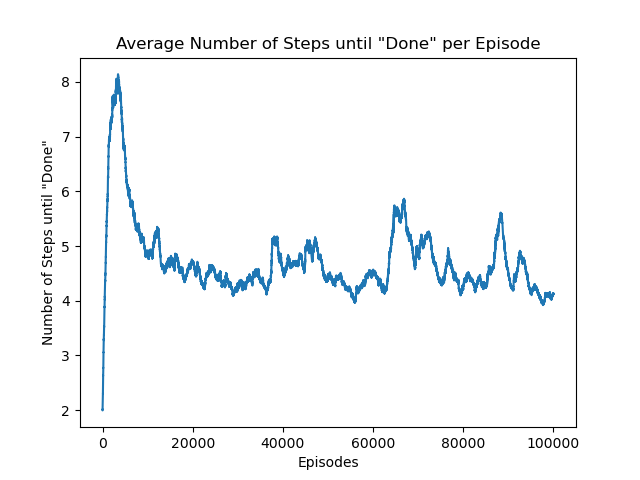 Average Number of Steps until "Done" per Episode
8
7
6
5
4
3
2
Number of Steps until "Done"
0 20000 40000 60000 80000 100000
Episodes